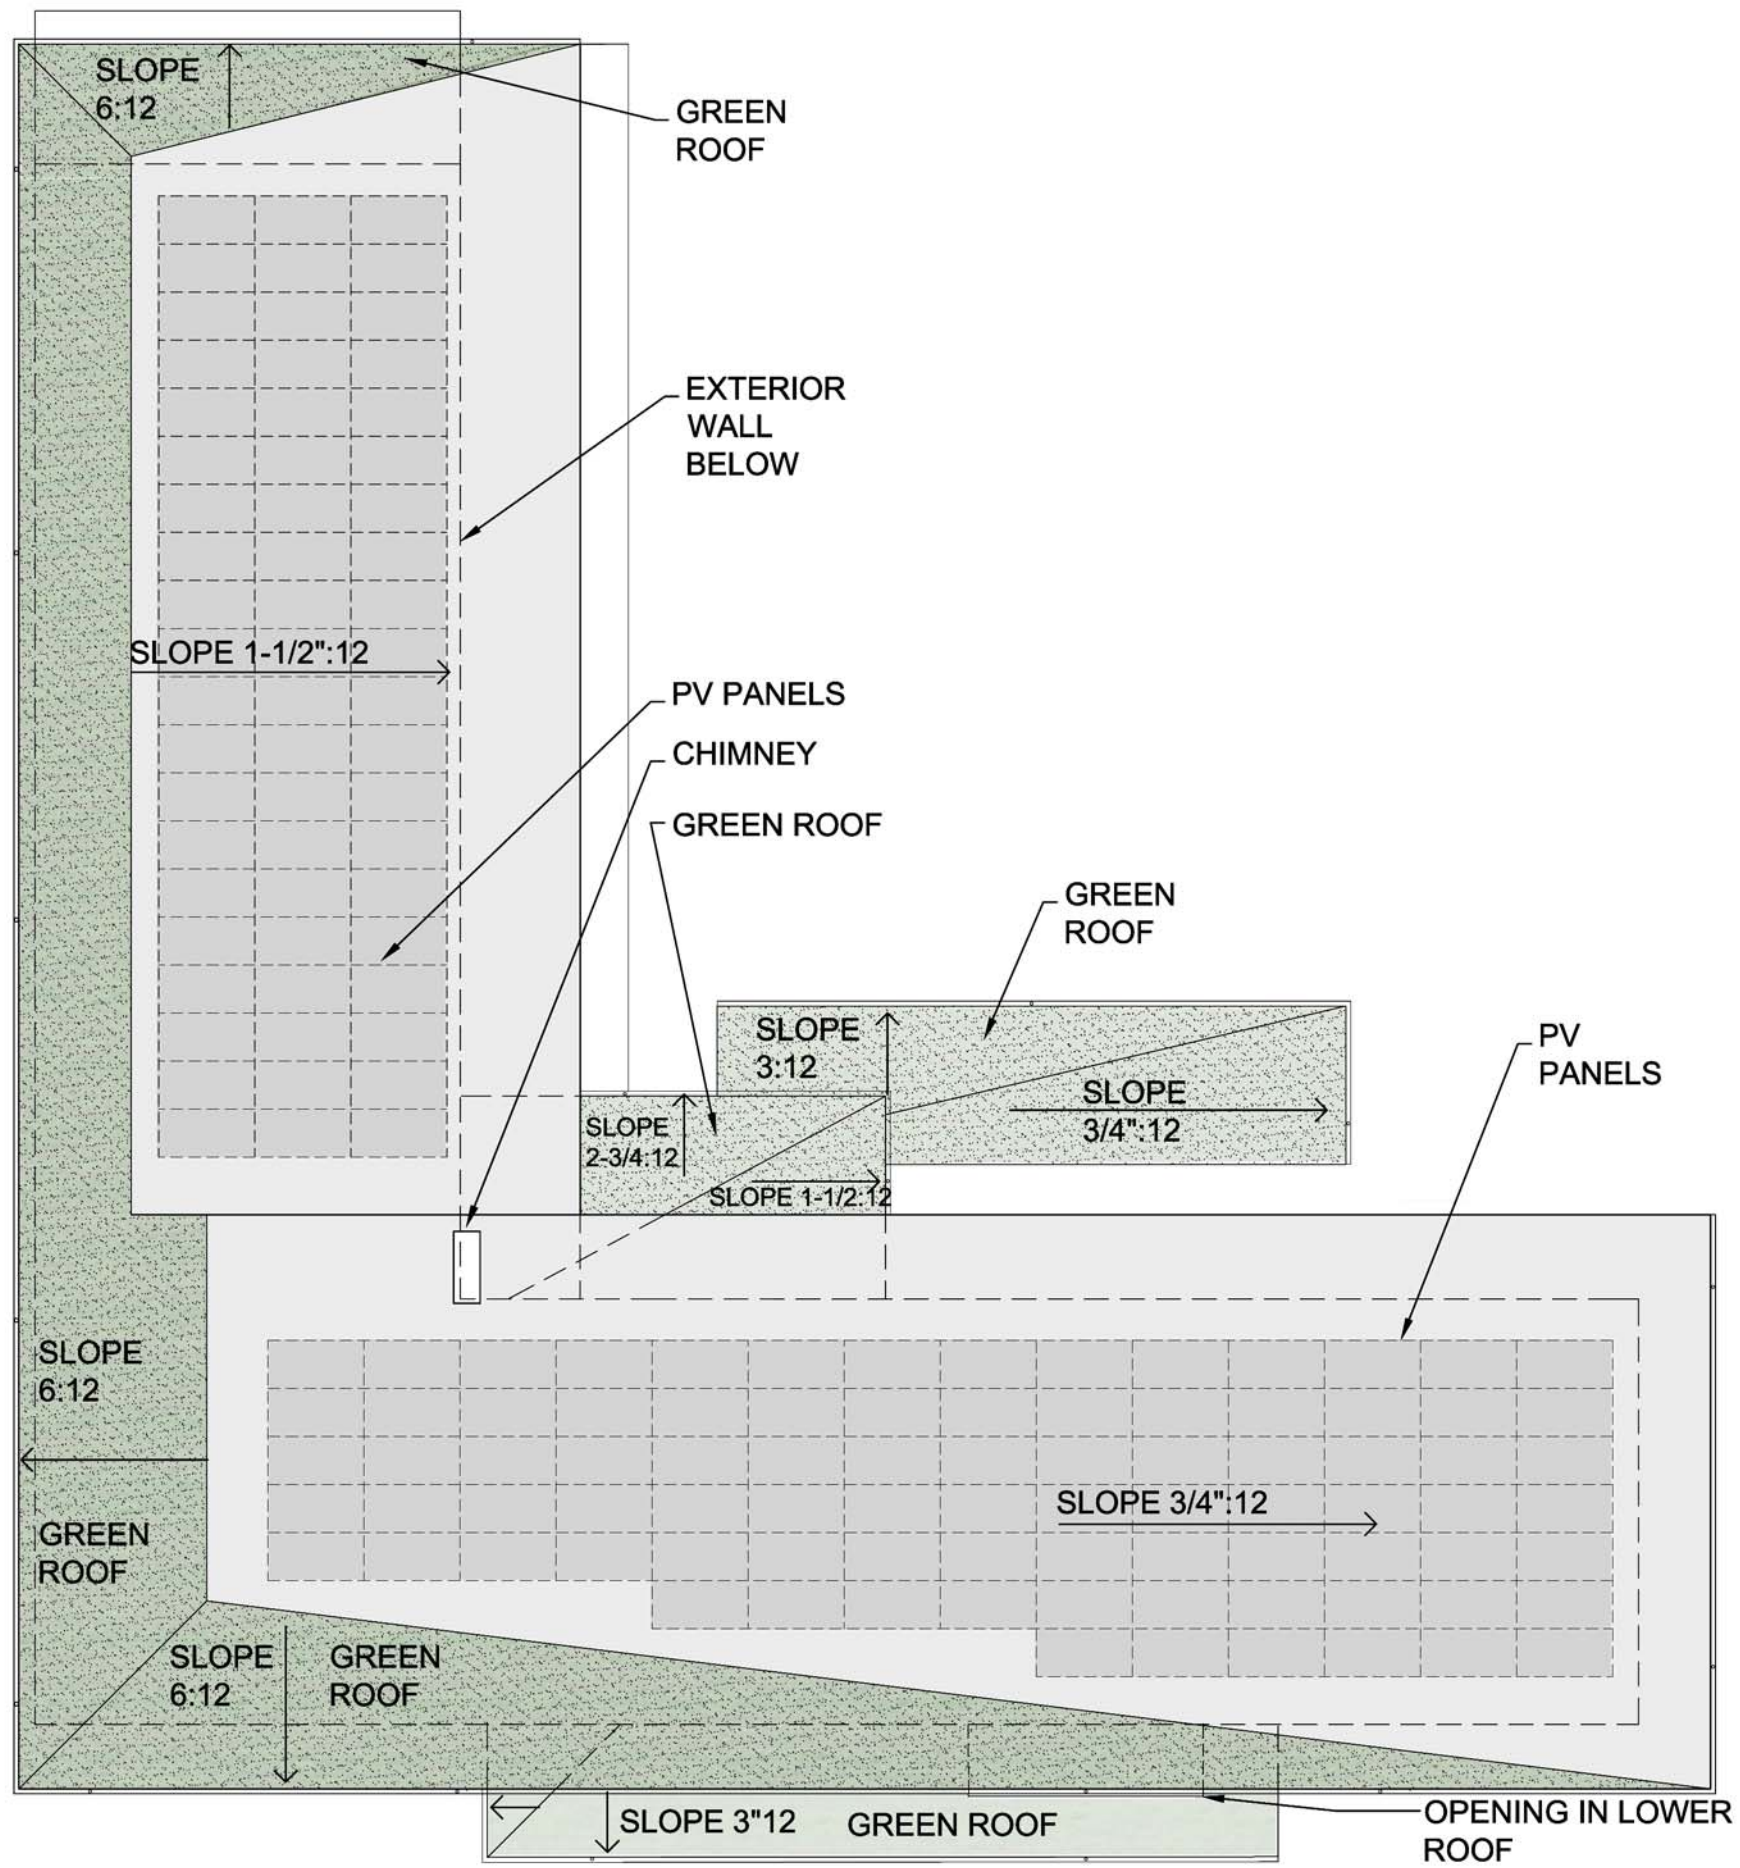 SLOPE
6:12
GREEN
ROOF
EXTERIOR
WALL
BELOW
SLOPE 1-1/2":12
PV PANELS
CHIMNEY
GREEN ROOF
GREEN
ROOF
SLOPE
3:12
PV
PANELS
SLOPE
3/4":12
SLOPE
2-3/4:12
SLOPE 1-1/2:12
SLOPE
6:12
SLOPE 3/4":12
GREEN
ROOF
SLOPE
6:12
GREEN
ROOF
SLOPE 3"12
GREEN ROOF
OPENING IN LOWER
ROOF